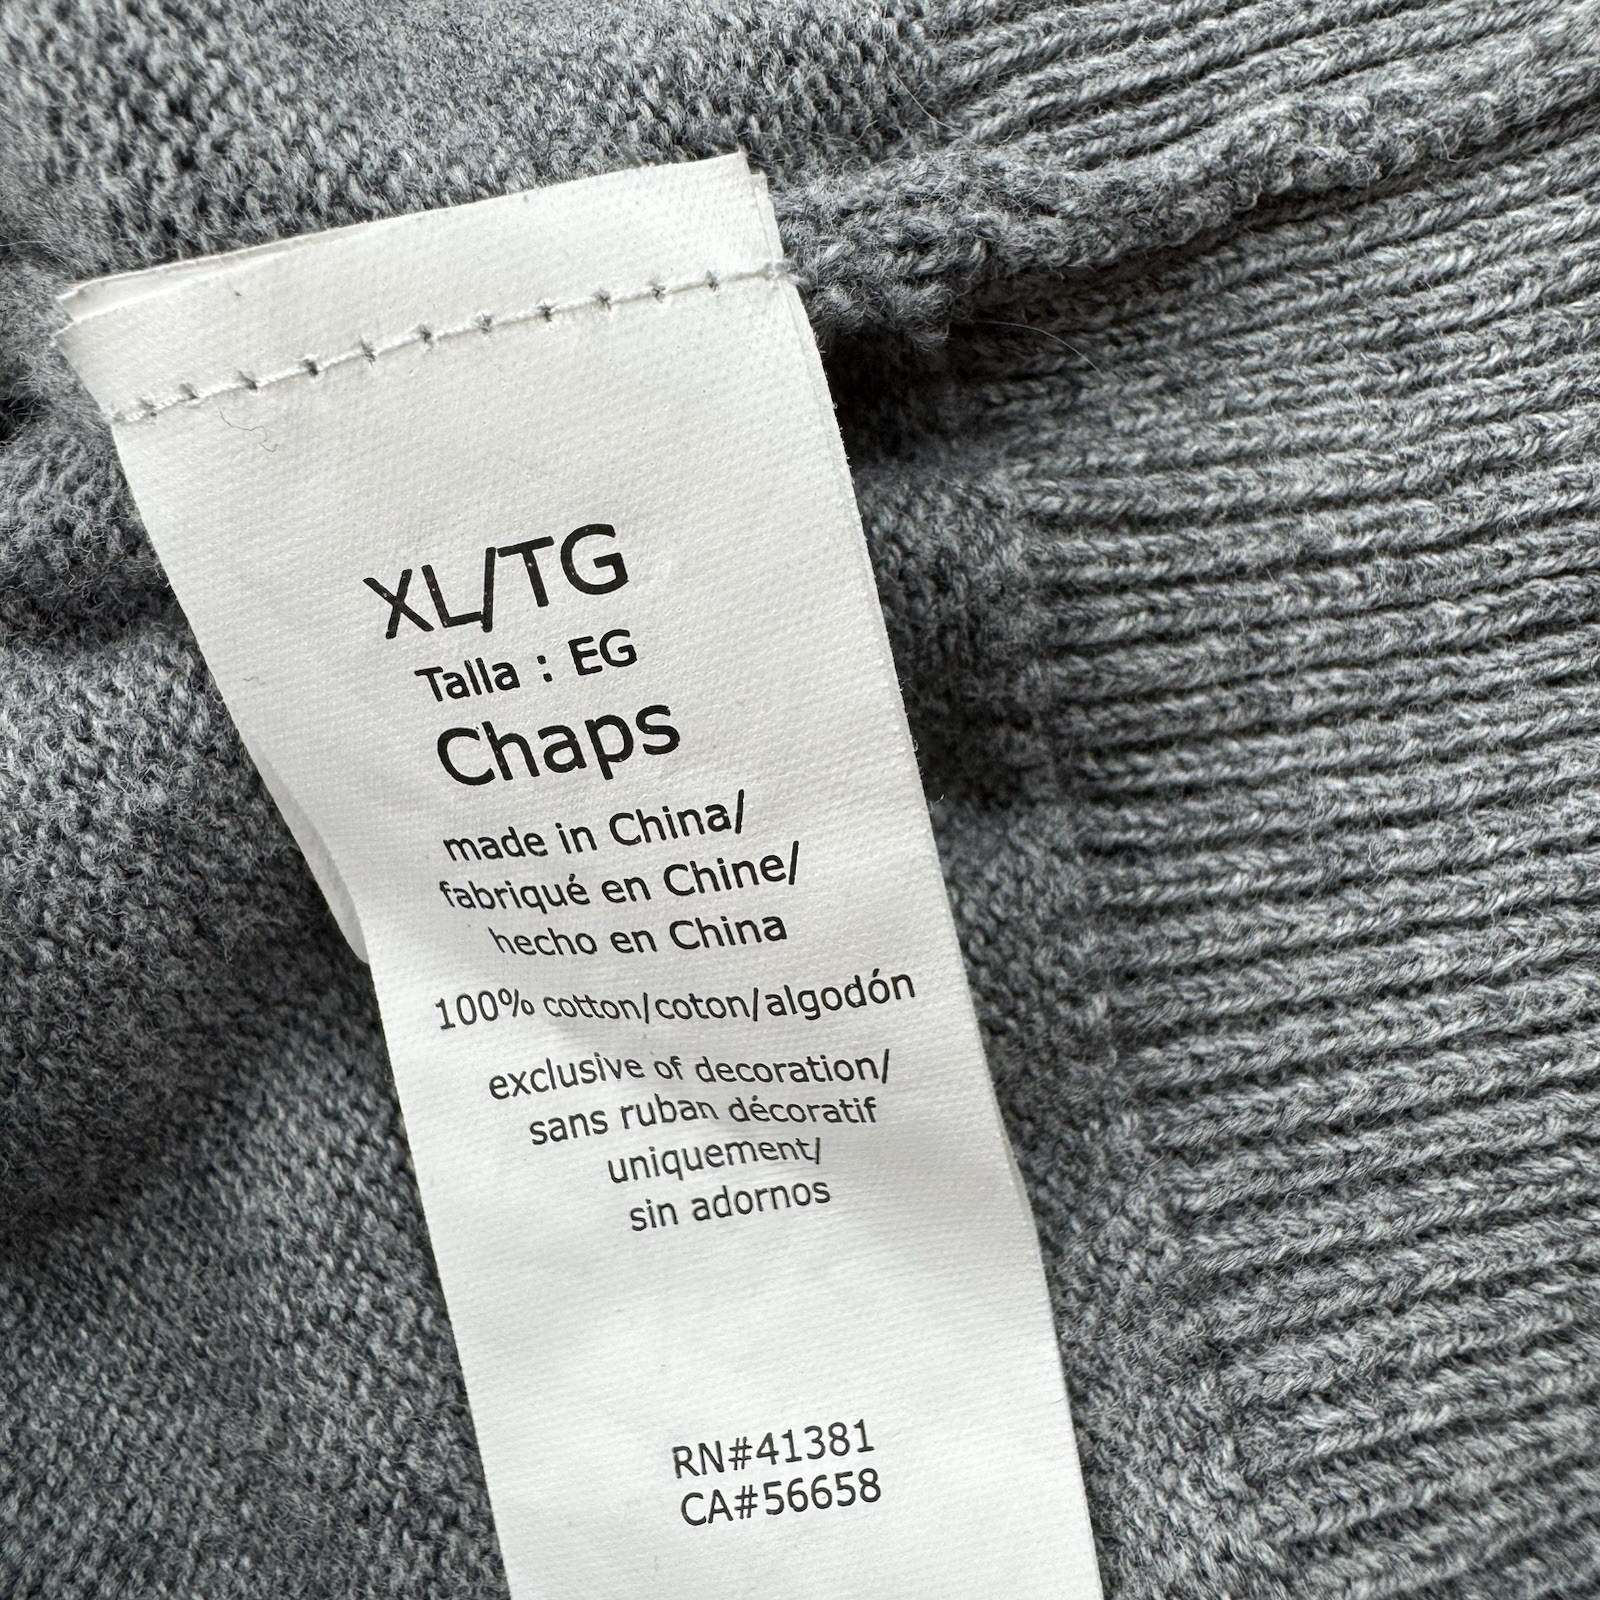 XL/TG
Talla : EG
Chaps
made in China/
fabriqué en Chine/
hecho en China
100% cotton/coton/algodón
exclusive of decoration/
sans ruban décoratif
uniquement/
sin adornos
RN#41381
CA#56658